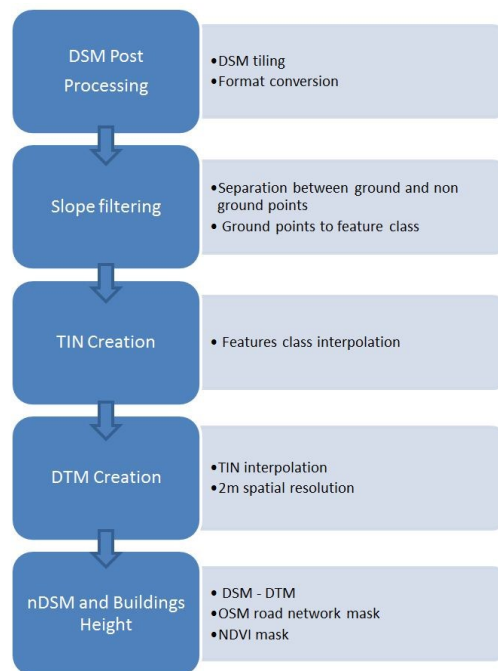 DSM Post
Processing
•DSM tiling
•Format conversion
Slope filtering
•Separation between ground and non
ground points
• Ground points to feature class
TIN Creation
• Features class interpolation
DTM Creation
•TIN interpolation
•2m spatial resolution
nDSM and Buildings
Height
• DSM - DTM
•OSM road network mask
•NDVI mask